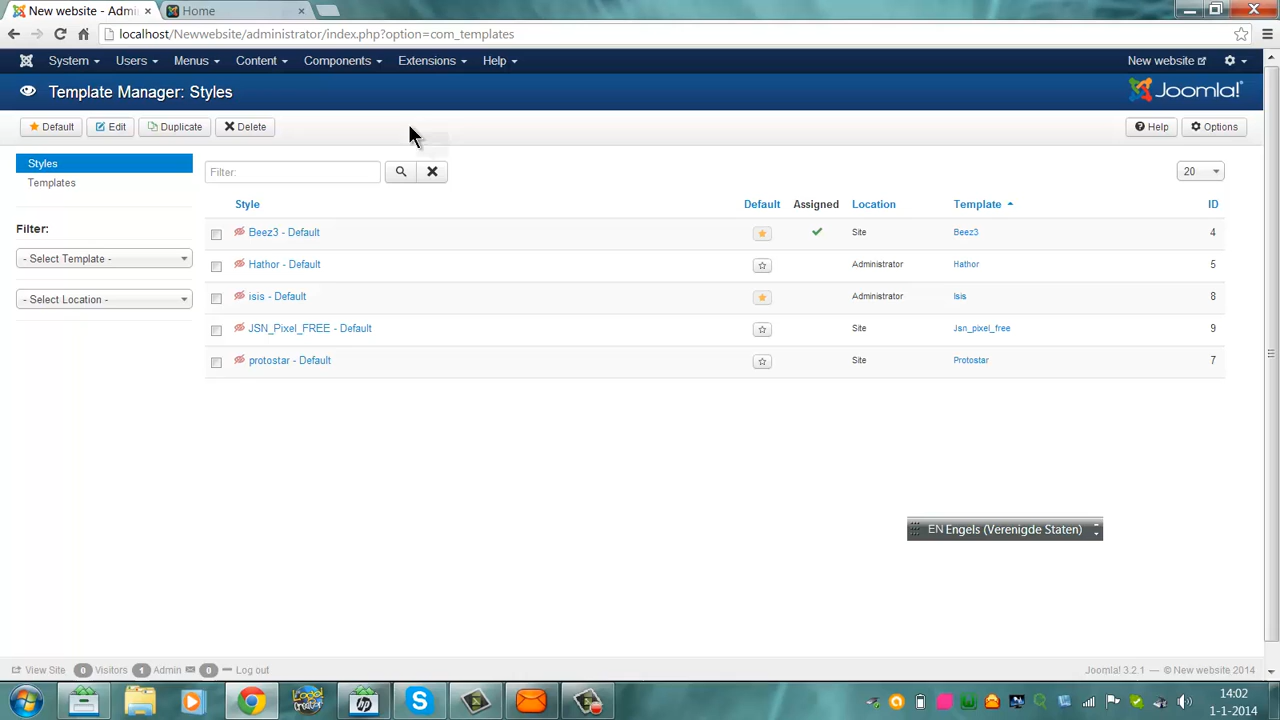 New website - Admi
Home
localhost/Newwebsite/administrator/index.php?option=com_templates
System Users Menus Content Components Extensions Help New website
Template Manager: Styles Joomla!
Default Edit Duplicate Delete Help Options
Styles
Templates
Filter:
- Select Template -
- Select Location -
Filter: 20
Style Default Assigned Location Template ID
Beez3 - Default Site Beez3 4
Hathor - Default Administrator Hathor 5
isis - Default Administrator Isis 8
JSN_Pixel_FREE - Default Site Jsn_pixel_free 9
protostar - Default Site Protostar 7
EN Engels (Verenigde Staten)
View Site 0 Visitors 1 Admin 0 Log out Joomla! 3.2.1 — © New website 2014
14:02
1-1-2014